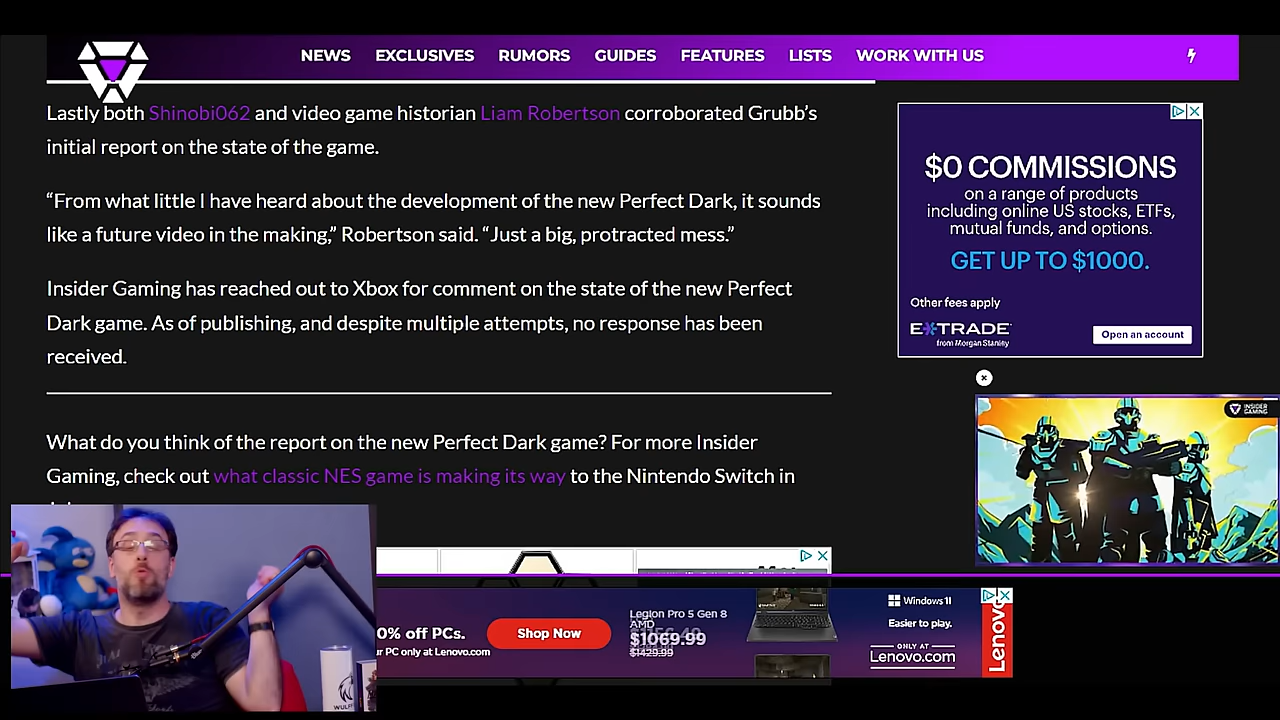 NEWS EXCLUSIVES RUMORS GUIDES FEATURES LISTS WORK WITH US
Lastly both Shinobi062 and video game historian Liam Robertson corroborated Grubb’s
initial report on the state of the game.
“From what little I have heard about the development of the new Perfect Dark, it sounds
like a future video in the making,” Robertson said. “Just a big, protracted mess.”
Insider Gaming has reached out to Xbox for comment on the state of the new Perfect
Dark game. As of publishing, and despite multiple attempts, no response has been
received.
What do you think of the report on the new Perfect Dark game? For more Insider
Gaming, check out what classic NES game is making its way to the Nintendo Switch in
$0 COMMISSIONS
on a range of products
including online US stocks, ETFs,
mutual funds, and options.
GET UP TO $1000.
Other fees apply
E*TRADE
from Morgan Stanley
Open an account
INSIDER
GAMING
0% off PCs.
ur PC only at Lenovo.com
Shop Now
Legion Pro 5 Gen 8
AMD
$1069.99
$1429.99
Windows 11
Easier to play.
ONLY AT
Lenovo.com
Lenovo
WULF